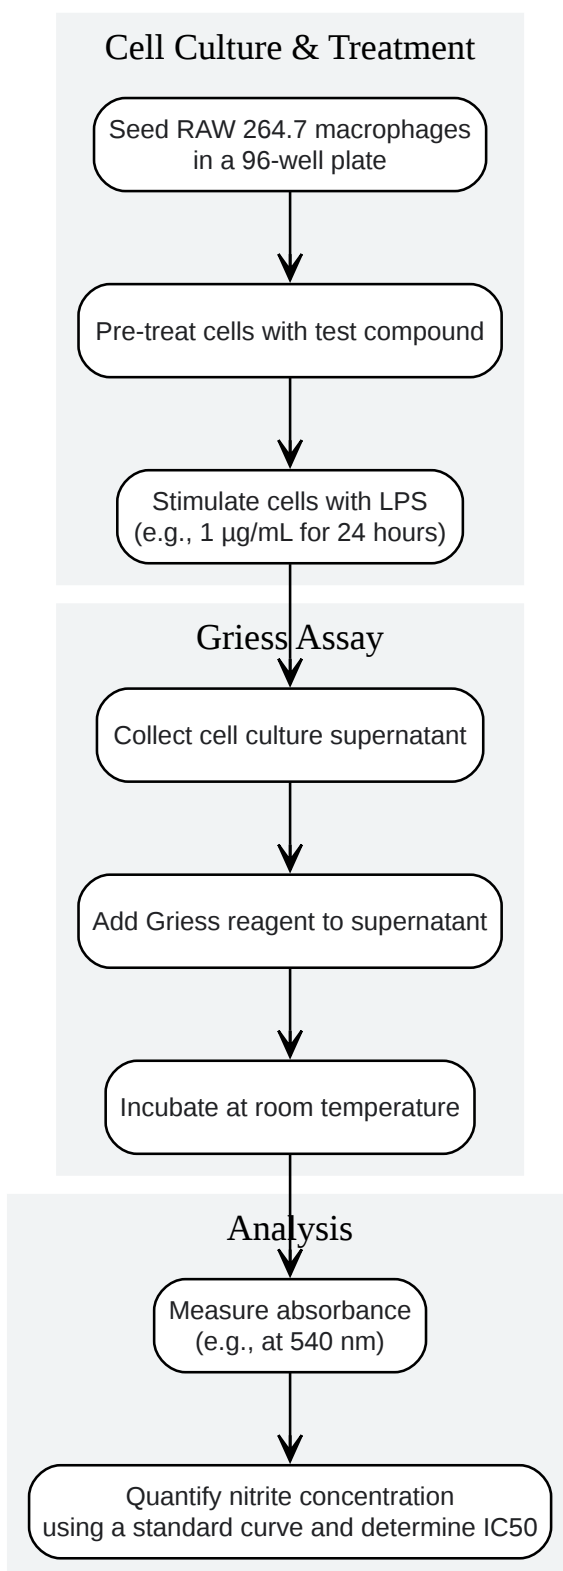 Cell Culture & Treatment
Seed RAW 264.7 macrophages
in a 96-well plate
Pre-treat cells with test compound
Stimulate cells with LPS
(e.g., 1 µg/mL for 24 hours)
Griess Assay
Collect cell culture supernatant
Add Griess reagent to supernatant
Incubate at room temperature
Analysis
Measure absorbance
(e.g., at 540 nm)
Quantify nitrite concentration
using a standard curve and determine IC50